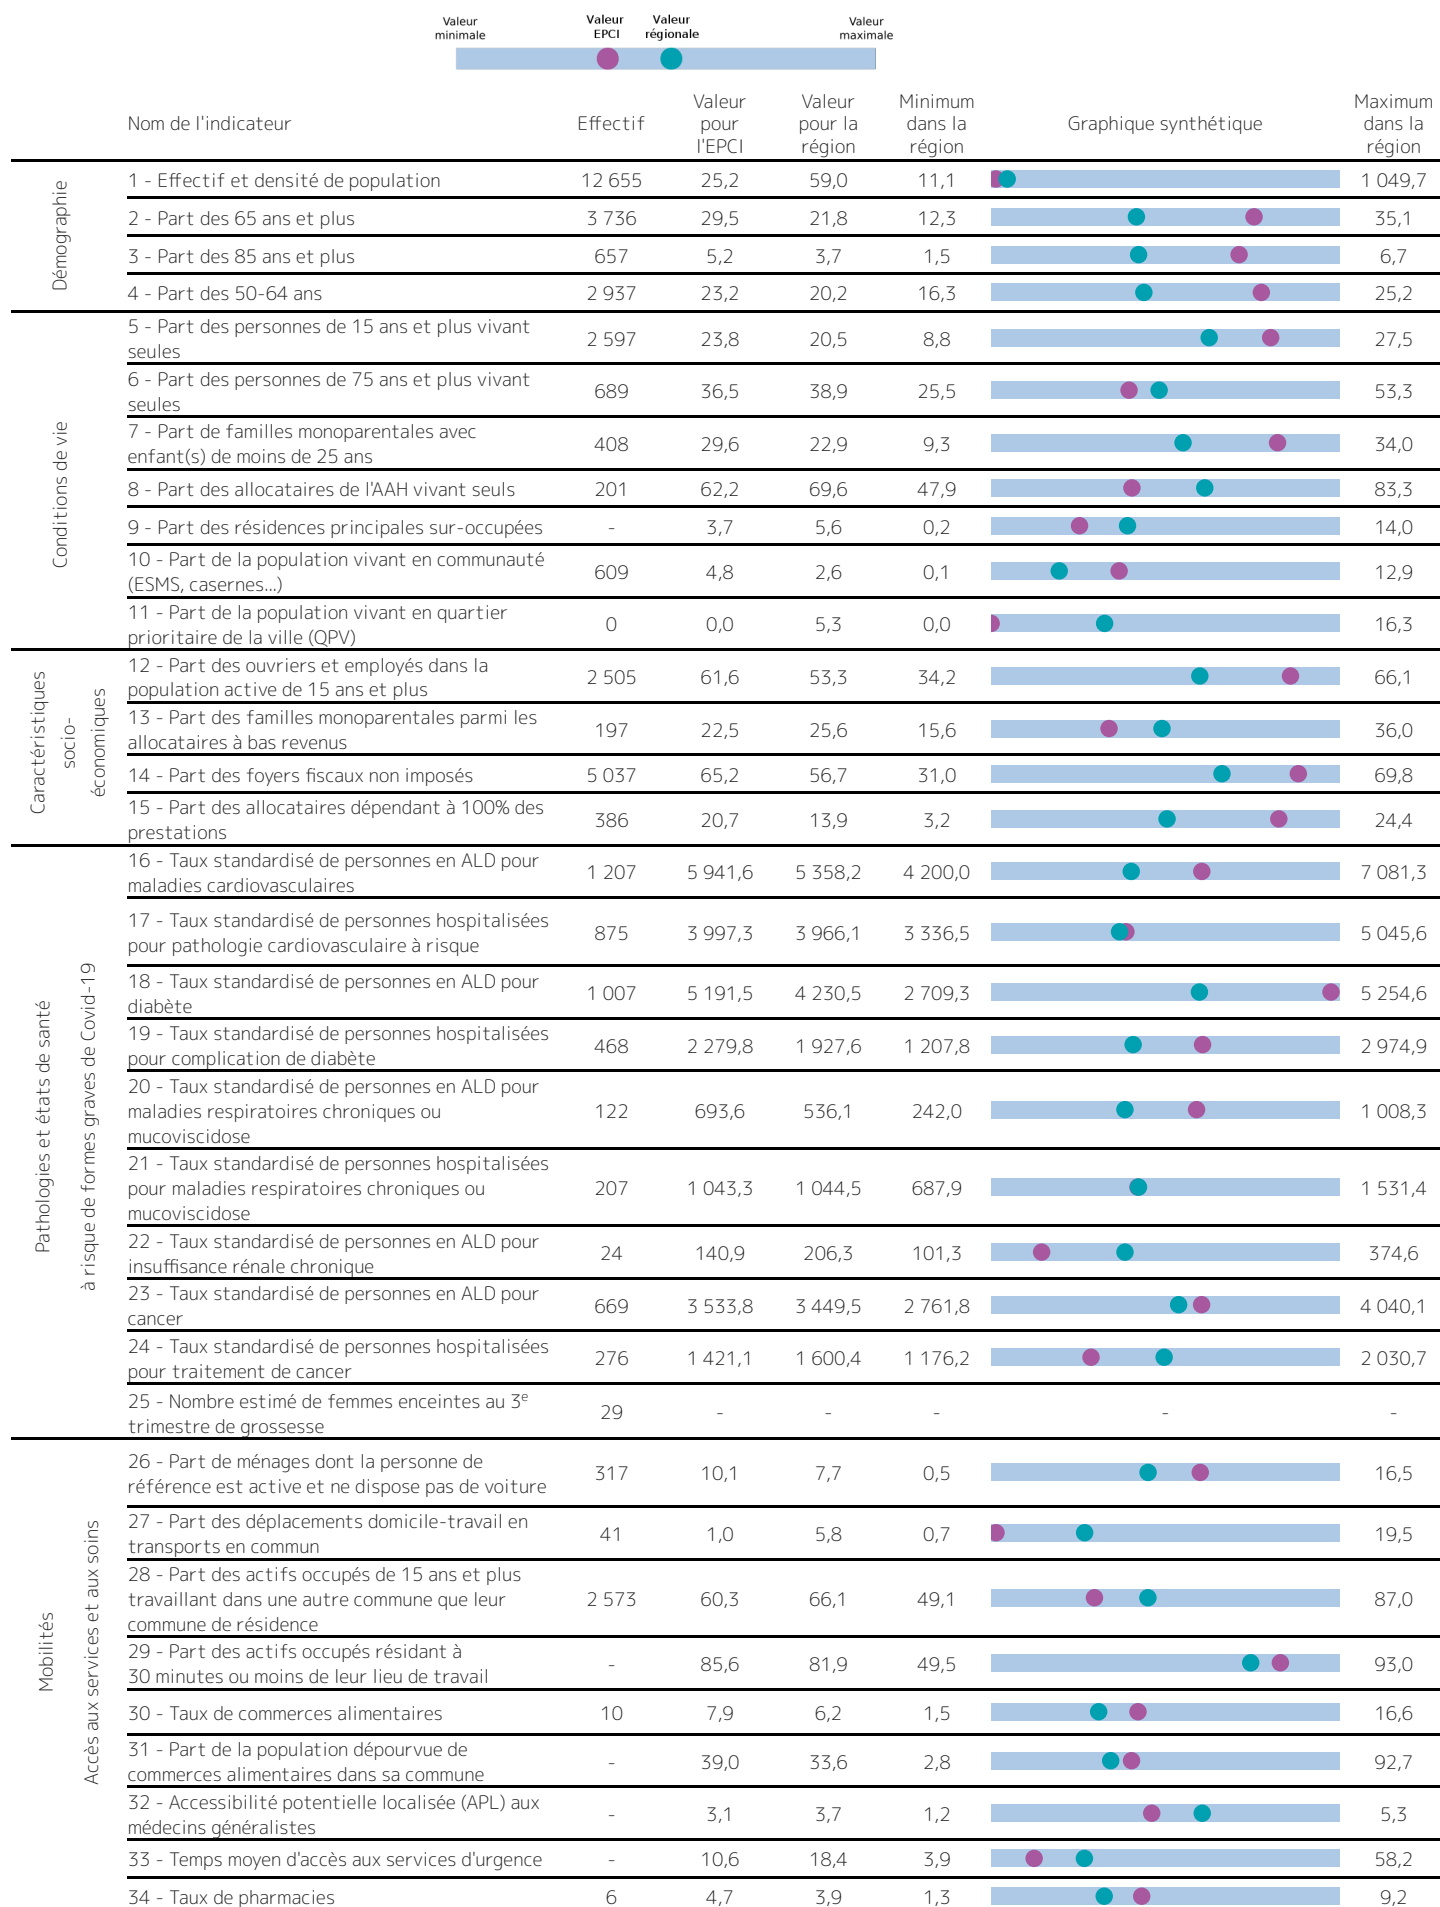 Valeur minimale
Valeur EPCI
Valeur régionale
Valeur maximale
Nom de l'indicateur
Effectif
Valeur pour l'EPCI
Valeur pour la région
Minimum dans la région
Graphique synthétique
Maximum dans la région
Démographie
1 - Effectif et densité de population 12 655 25,2 59,0 11,1 1 049,7
2 - Part des 65 ans et plus 3 736 29,5 21,8 12,3 35,1
3 - Part des 85 ans et plus 657 5,2 3,7 1,5 6,7
4 - Part des 50-64 ans 2 937 23,2 20,2 16,3 25,2
Conditions de vie
5 - Part des personnes de 15 ans et plus vivant
seules 2 597 23,8 20,5 8,8 27,5
6 - Part des personnes de 75 ans et plus vivant
seules 689 36,5 38,9 25,5 53,3
7 - Part de familles monoparentales avec
enfant(s) de moins de 25 ans 408 29,6 22,9 9,3 34,0
8 - Part des allocataires de l'AAH vivant seuls 201 62,2 69,6 47,9 83,3
9 - Part des résidences principales sur-occupées - 3,7 5,6 0,2 14,0
10 - Part de la population vivant en communauté
(ESMS, casernes...) 609 4,8 2,6 0,1 12,9
11 - Part de la population vivant en quartier
prioritaire de la ville (QPV) 0 0,0 5,3 0,0 16,3
Caractéristiques
socio-
économiques
12 - Part des ouvriers et employés dans la
population active de 15 ans et plus 2 505 61,6 53,3 34,2 66,1
13 - Part des familles monoparentales parmi les
allocataires à bas revenus 197 22,5 25,6 15,6 36,0
14 - Part des foyers fiscaux non imposés 5 037 65,2 56,7 31,0 69,8
15 - Part des allocataires dépendant à 100% des
prestations 386 20,7 13,9 3,2 24,4
Pathologies et états de santé
à risque de formes graves de Covid-19
16 - Taux standardisé de personnes en ALD pour
maladies cardiovasculaires 1 207 5 941,6 5 358,2 4 200,0 7 081,3
17 - Taux standardisé de personnes hospitalisées
pour pathologie cardiovasculaire à risque 875 3 997,3 3 966,1 3 336,5 5 045,6
18 - Taux standardisé de personnes en ALD pour
diabète 1 007 5 191,5 4 230,5 2 709,3 5 254,6
19 - Taux standardisé de personnes hospitalisées
pour complication de diabète 468 2 279,8 1 927,6 1 207,8 2 974,9
20 - Taux standardisé de personnes en ALD pour
maladies respiratoires chroniques ou 122 693,6 536,1 242,0 1 008,3
mucoviscidose
21 - Taux standardisé de personnes hospitalisées
pour maladies respiratoires chroniques ou 207 1 043,3 1 044,5 687,9 1 531,4
mucoviscidose
22 - Taux standardisé de personnes en ALD pour
insuffisance rénale chronique 24 140,9 206,3 101,3 374,6
23 - Taux standardisé de personnes en ALD pour
cancer 669 3 533,8 3 449,5 2 761,8 4 040,1
24 - Taux standardisé de personnes hospitalisées
pour traitement de cancer 276 1 421,1 1 600,4 1 176,2 2 030,7
25 - Nombre estimé de femmes enceintes au 3e
trimestre de grossesse 29 - - - - -
Mobilités
Accès aux services et aux soins
26 - Part de ménages dont la personne de
référence est active et ne dispose pas de voiture 317 10,1 7,7 0,5 16,5
27 - Part des déplacements domicile-travail en
transports en commun 41 1,0 5,8 0,7 19,5
28 - Part des actifs occupés de 15 ans et plus
travaillant dans une autre commune que leur 2 573 60,3 66,1 49,1 87,0
commune de résidence
29 - Part des actifs occupés résidant à
30 minutes ou moins de leur lieu de travail - 85,6 81,9 49,5 93,0
30 - Taux de commerces alimentaires 10 7,9 6,2 1,5 16,6
31 - Part de la population dépourvue de
commerces alimentaires dans sa commune - 39,0 33,6 2,8 92,7
32 - Accessibilité potentielle localisée (APL) aux
médecins généralistes - 3,1 3,7 1,2 5,3
33 - Temps moyen d'accès aux services d'urgence - 10,6 18,4 3,9 58,2
34 - Taux de pharmacies 6 4,7 3,9 1,3 9,2